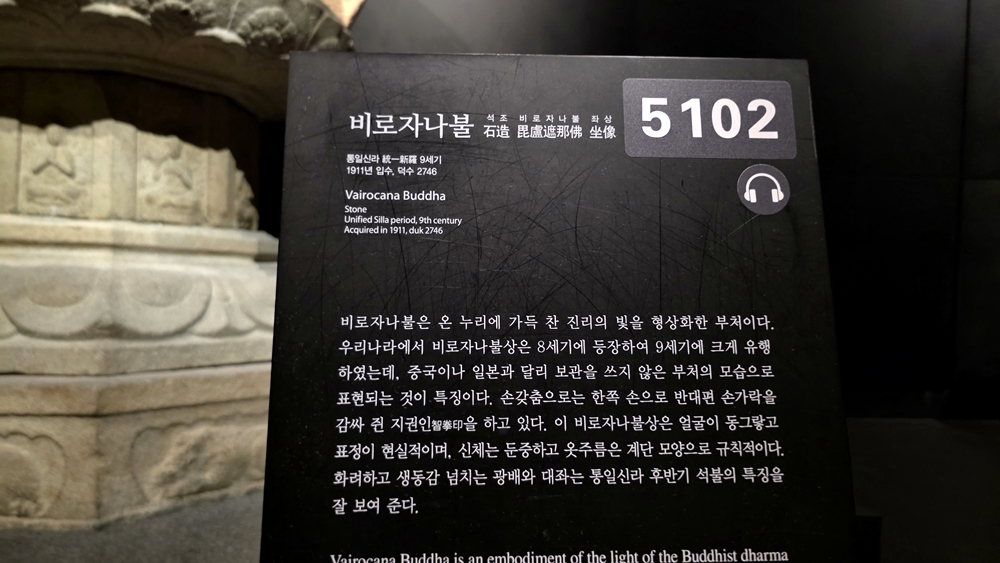 비로자나불 石造 毘盧遮那佛 坐像
석조 비로자나불 좌상
5102
통일신라 統一新羅 9세기
1911년 입수, 덕수 2746
Vairocana Buddha
Stone
Unified Silla period, 9th century
Acquired in 1911, duk 2746
비로자나불은 온 누리에 가득 찬 진리의 빛을 형상화한 부처이다.
우리나라에서 비로자나불상은 8세기에 등장하여 9세기에 크게 유행
하였는데, 중국이나 일본과 달리 보관을 쓰지 않은 부처의 모습으로
표현되는 것이 특징이다. 손갖춤으로는 한쪽 손으로 반대편 손가락을
감싸 쥔 지권인智拳印을 하고 있다. 이 비로자나불상은 얼굴이 동그랗고
표정이 현실적이며, 신체는 둔중하고 옷주름은 계단 모양으로 규칙적이다.
화려하고 생동감 넘치는 광배와 대좌는 통일신라 후반기 석불의 특징을
잘 보여 준다.
Vairocana Buddha is an embodiment of the light of the Buddhist dharma